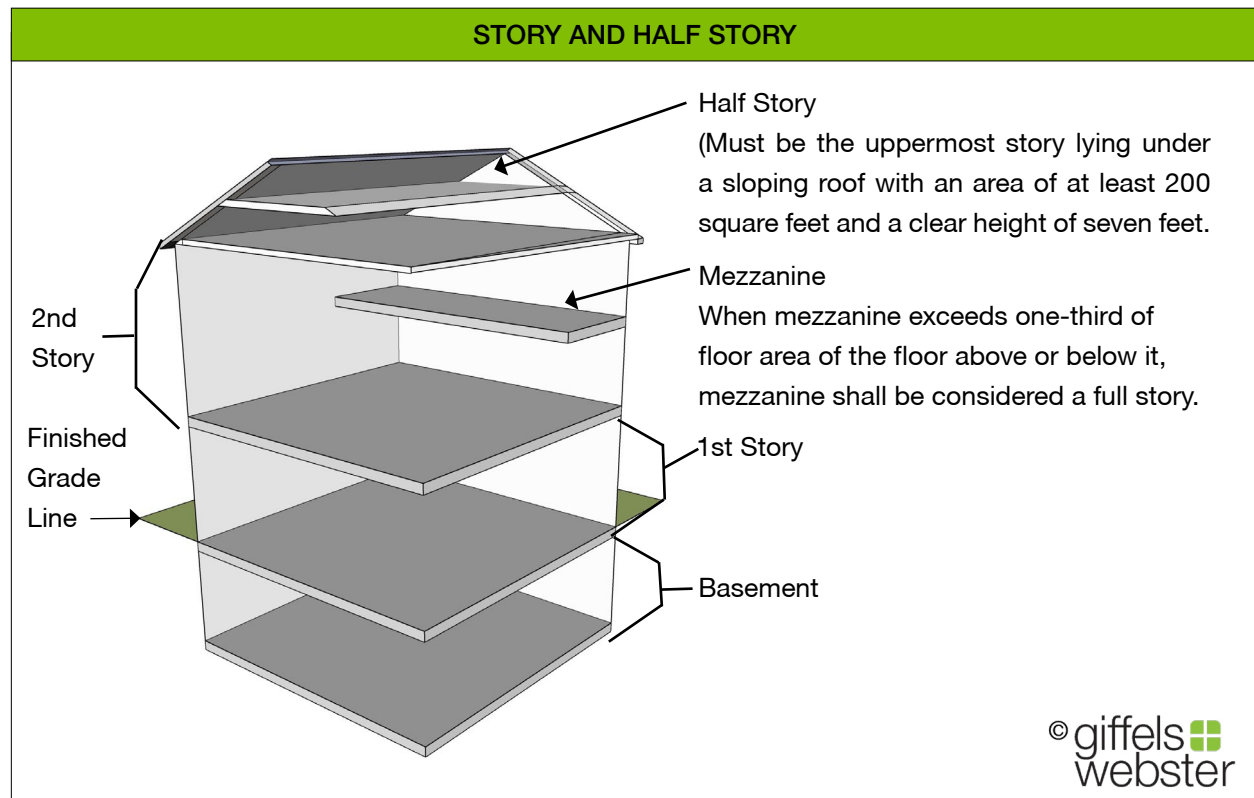 STORY AND HALF STORY
Half Story
(Must be the uppermost story lying under
a sloping roof with an area of at least 200
square feet and a clear height of seven feet.
Mezzanine
When mezzanine exceeds one-third of
floor area of the floor above or below it,
mezzanine shall be considered a full story.
2nd
Story
Finished
Grade
Line
1st Story
Basement
© giffels
webster